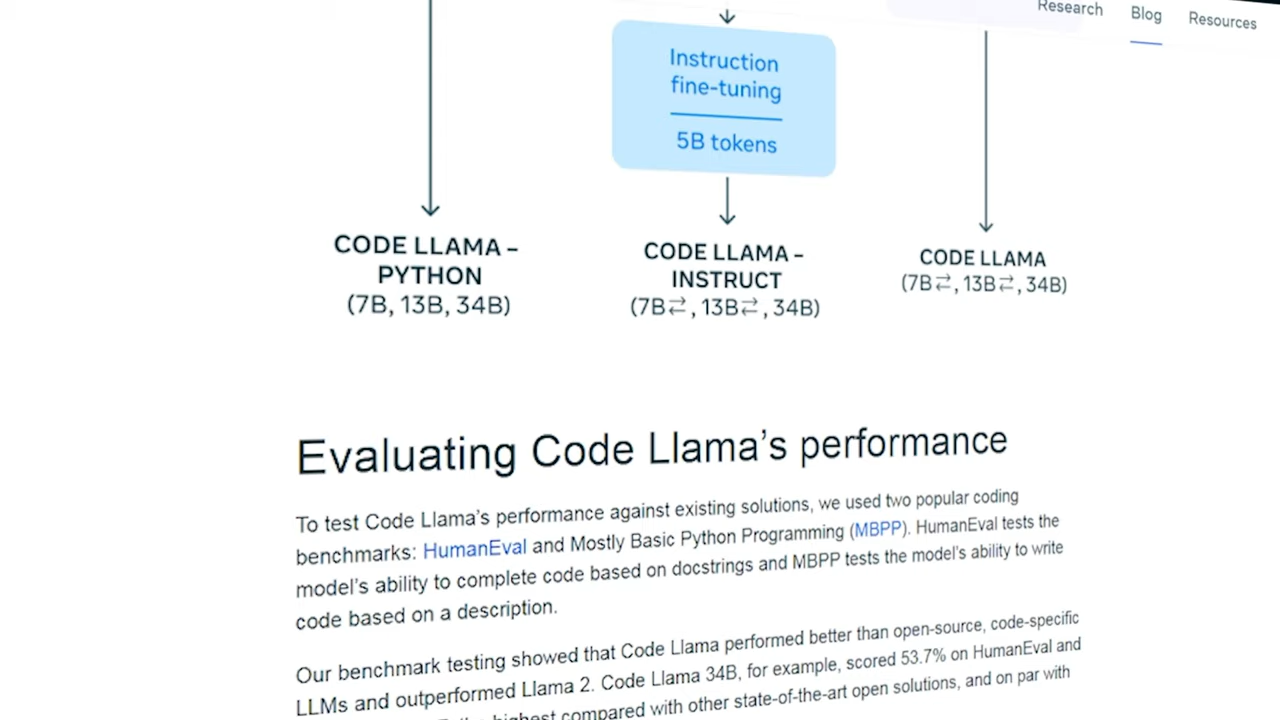 Research Blog Resources
Instruction
fine-tuning
5B tokens
CODE LLAMA –
PYTHON
(7B, 13B, 34B)
CODE LLAMA –
INSTRUCT
(7B⇄, 13B⇄, 34B)
CODE LLAMA
(7B⇄, 13B⇄, 34B)
Evaluating Code Llama’s performance
To test Code Llama’s performance against existing solutions, we used two popular coding
benchmarks: HumanEval and Mostly Basic Python Programming (MBPP). HumanEval tests the
model’s ability to complete code based on docstrings and MBPP tests the model’s ability to write
code based on a description.
Our benchmark testing showed that Code Llama performed better than open-source, code-specific
LLMs and outperformed Llama 2. Code Llama 34B, for example, scored 53.7% on HumanEval and
highest compared with other state-of-the-art open solutions, and on par with